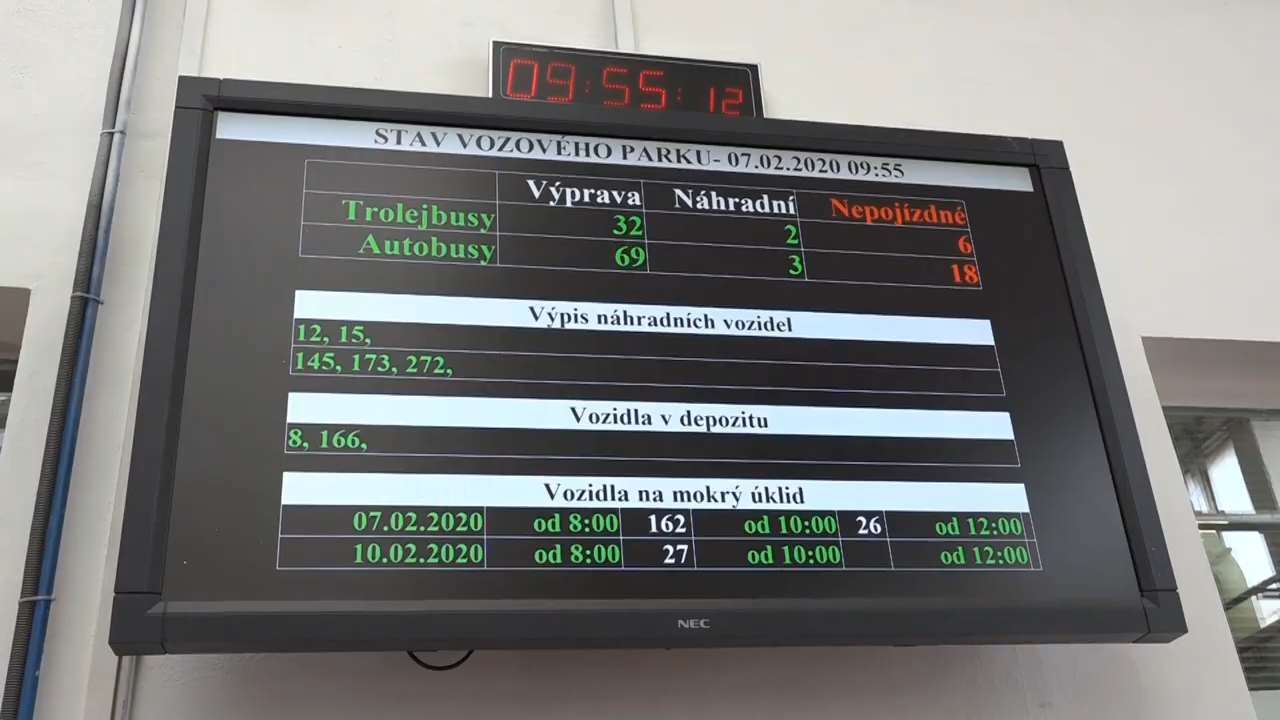 09:55:12
STAV VOZOVÉHO PARKU- 07.02.2020 09:55
Výprava Náhradní Nepojízdné
Trolejbusy 32 2 6
Autobusy 69 3 18
Výpis náhradních vozidel
12, 15,
145, 173, 272,
Vozidla v depozitu
8, 166,
Vozidla na mokrý úklid
07.02.2020 od 8:00 162 od 10:00 26 od 12:00
10.02.2020 od 8:00 27 od 10:00 od 12:00
NEC